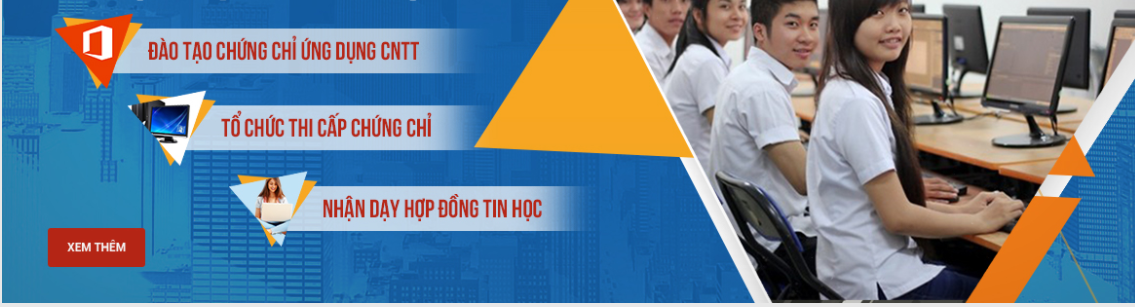 ĐÀO TẠO CHỨNG CHỈ ỨNG DỤNG CNTT
TỔ CHỨC THI CẤP CHỨNG CHỈ
NHẬN DẠY HỢP ĐỒNG TIN HỌC
XEM THÊM